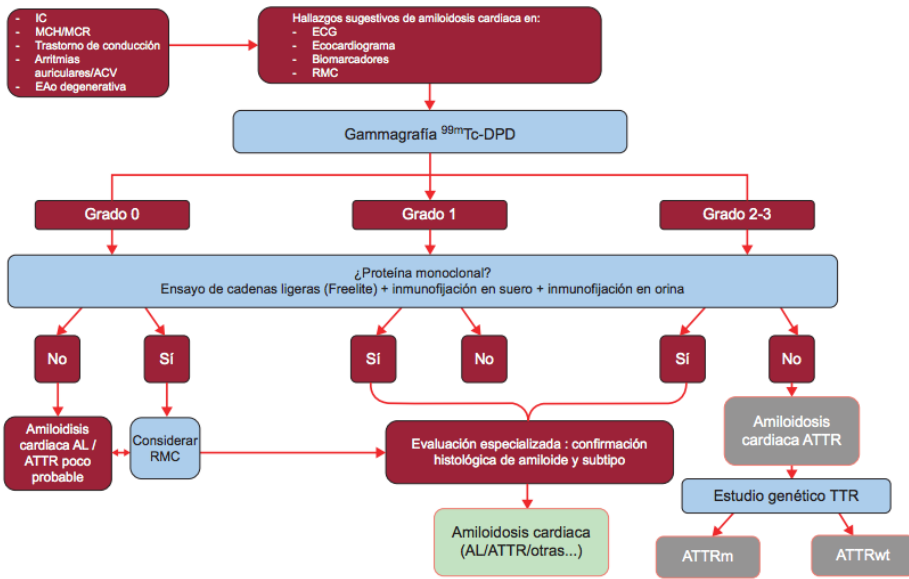 - IC
- MCH/MCR
- Trastorno de conducción
- Arritmias
auriculares/ACV
- EAo degenerativa
Hallazgos sugestivos de amiloidosis cardiaca en:
- ECG
- Ecocardiograma
- Biomarcadores
- RMC
Gammagrafía 99mTc-DPD
Grado 0
Grado 1
Grado 2-3
¿Proteína monoclonal?
Ensayo de cadenas ligeras (Freelite) + inmunofijación en suero + inmunofijación en orina
No
Sí
Sí
No
Sí
No
Amiloidisis
cardiaca AL /
ATTR poco
probable
Considerar
RMC
Evaluación especializada : confirmación
histológica de amiloide y subtipo
Amiloidosis
cardiaca ATTR
Estudio genético TTR
Amiloidosis cardiaca
(AL/ATTR/otras...)
ATTRm
ATTRwt